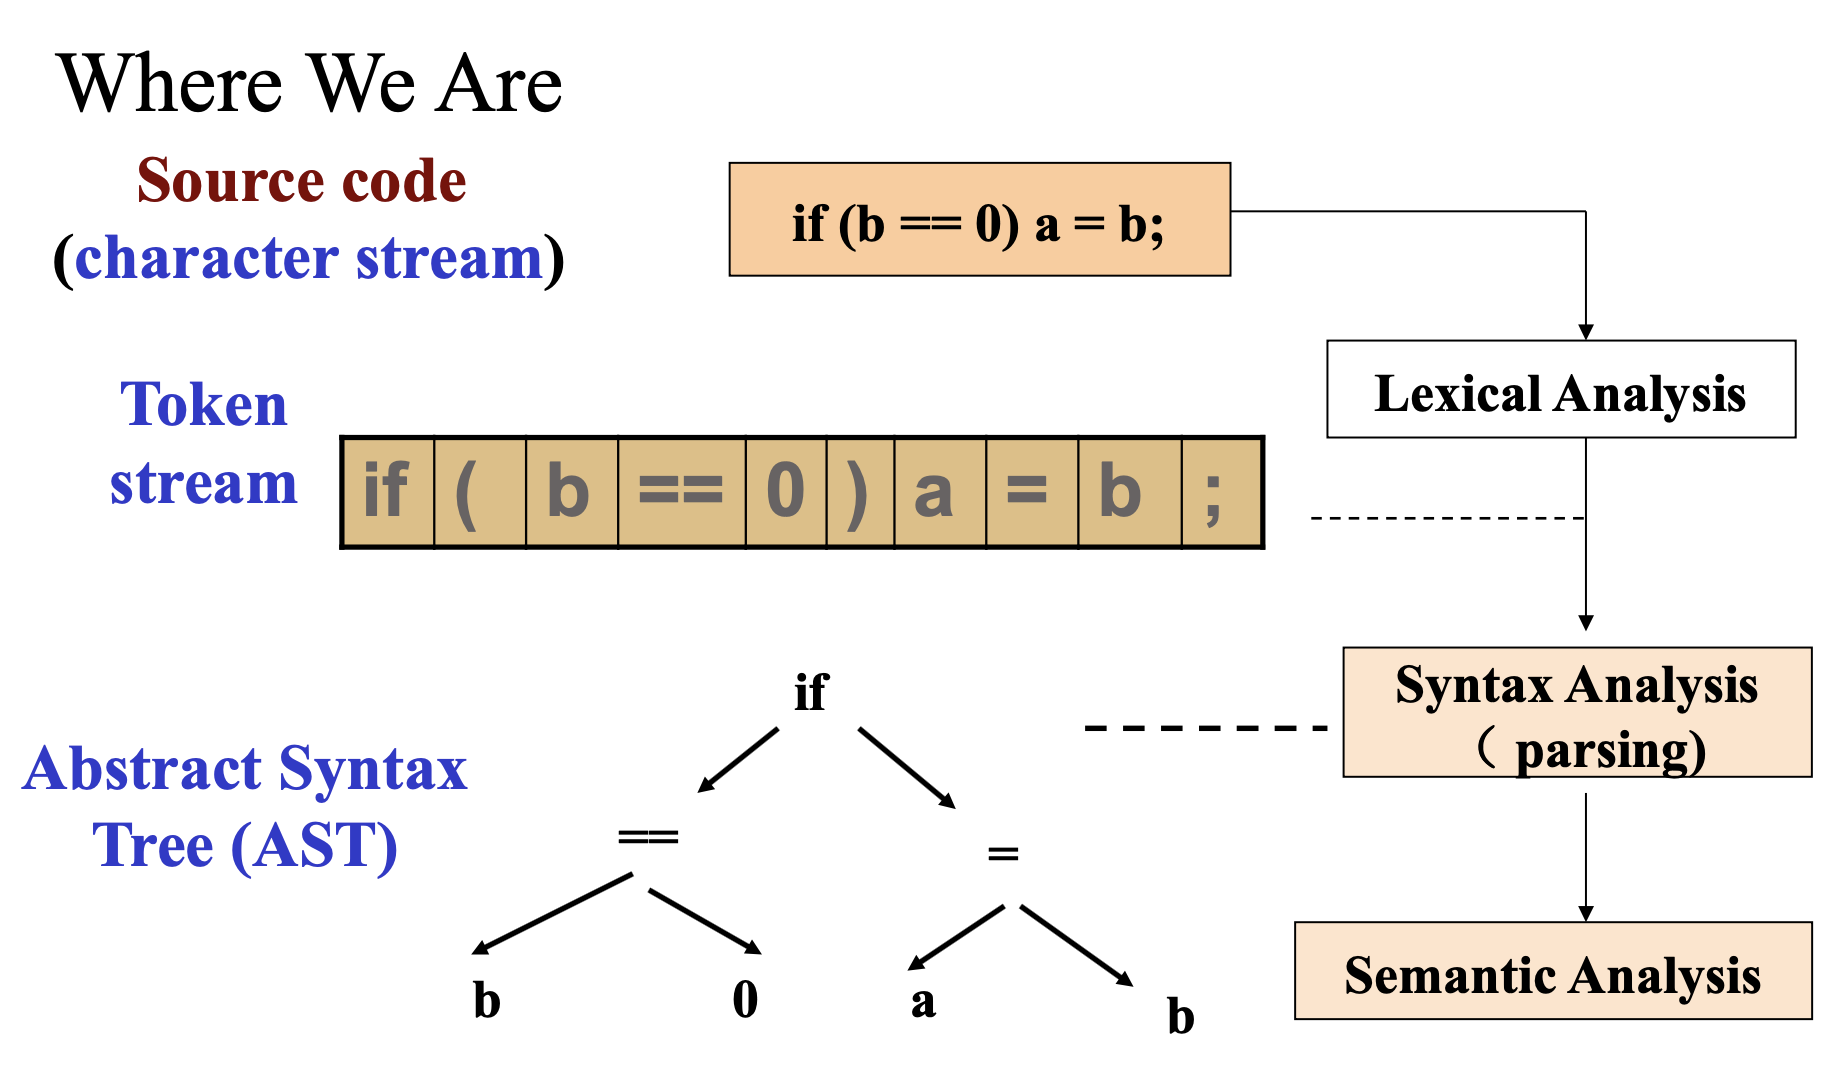 Where We Are
Source code
(character stream)
if (b == 0) a = b;
Lexical Analysis
Token
stream
if ( b == 0 ) a = b ;
Syntax Analysis
（ parsing)
Abstract Syntax
Tree (AST)
if
== =
b 0 a b
Semantic Analysis